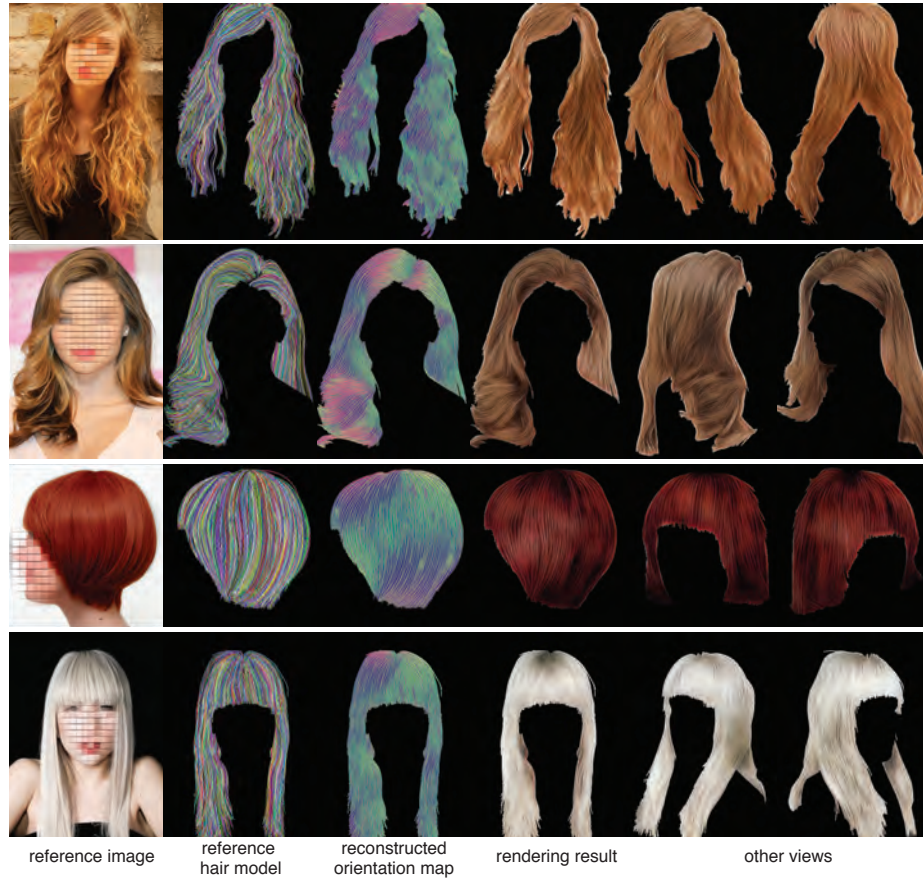 reference image
reference
hair model
reconstructed
orientation map
rendering result
other views